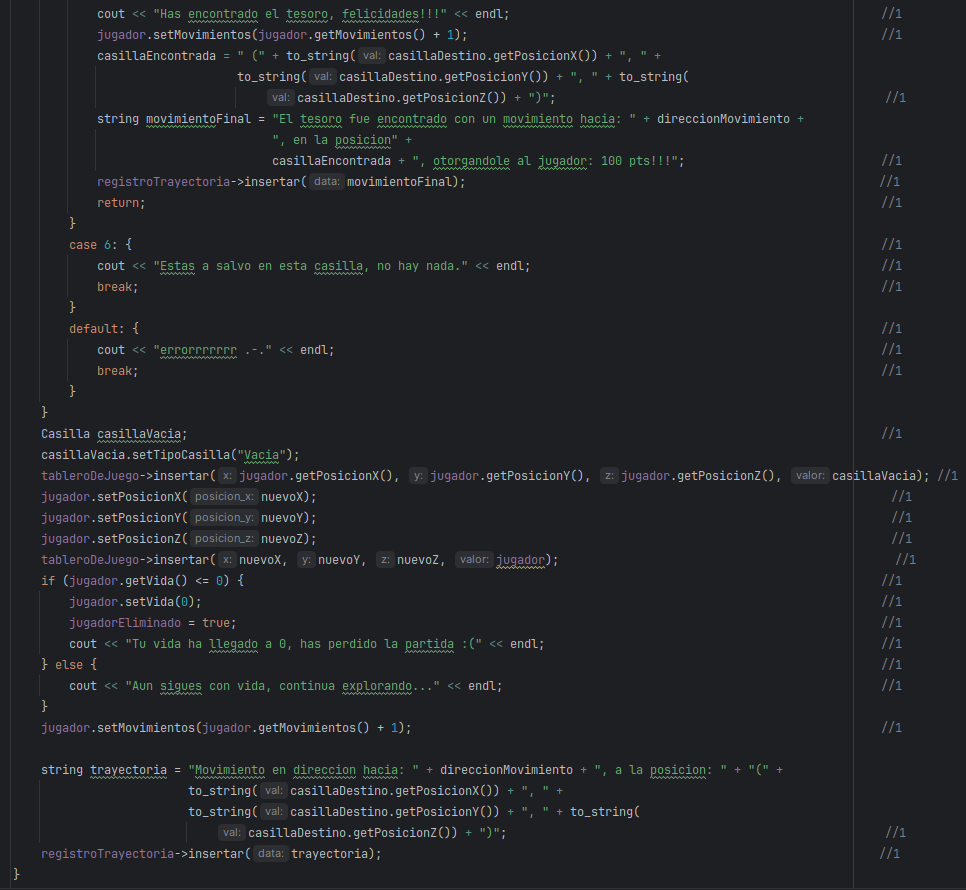 cout << "Has encontrado el tesoro, felicidades!!!" << endl; //1
jugador.setMovimientos(jugador.getMovimientos() + 1); //1
casillaEncontrada = " (" + to_string( val: casillaDestino.getPosicionX()) + ", " +
to_string( val: casillaDestino.getPosicionY()) + ", " + to_string(
val: casillaDestino.getPosicionZ()) + ")"; //1
string movimientoFinal = "El tesoro fue encontrado con un movimiento hacia: " + direccionMovimiento +
", en la posicion" +
casillaEncontrada + ", otorgandole al jugador: 100 pts!!!"; //1
registroTrayectoria->insertar( data: movimientoFinal); //1
return; //1
}
case 6: { //1
cout << "Estas a salvo en esta casilla, no hay nada." << endl; //1
break; //1
}
default: { //1
cout << "errorrrrrrr .-." << endl; //1
break; //1
}
}
Casilla casillaVacia; //1
casillaVacia.setTipoCasilla("Vacia");
tableroDeJuego->insertar( x: jugador.getPosicionX(), y: jugador.getPosicionY(), z: jugador.getPosicionZ(), valor: casillaVacia); //1
jugador.setPosicionX( posicion_x: nuevoX); //1
jugador.setPosicionY( posicion_y: nuevoY); //1
jugador.setPosicionZ( posicion_z: nuevoZ); //1
tableroDeJuego->insertar( x: nuevoX, y: nuevoY, z: nuevoZ, valor: jugador); //1
if (jugador.getVida() <= 0) { //1
jugador.setVida(0); //1
jugadorEliminado = true; //1
cout << "Tu vida ha llegado a 0, has perdido la partida :(" << endl; //1
} else { //1
cout << "Aun sigues con vida, continua explorando..." << endl; //1
}
jugador.setMovimientos(jugador.getMovimientos() + 1); //1
string trayectoria = "Movimiento en direccion hacia: " + direccionMovimiento + ", a la posicion: " + "(" +
to_string( val: casillaDestino.getPosicionX()) + ", " +
to_string( val: casillaDestino.getPosicionY()) + ", " + to_string(
val: casillaDestino.getPosicionZ()) + ")"; //1
registroTrayectoria->insertar( data: trayectoria); //1
}